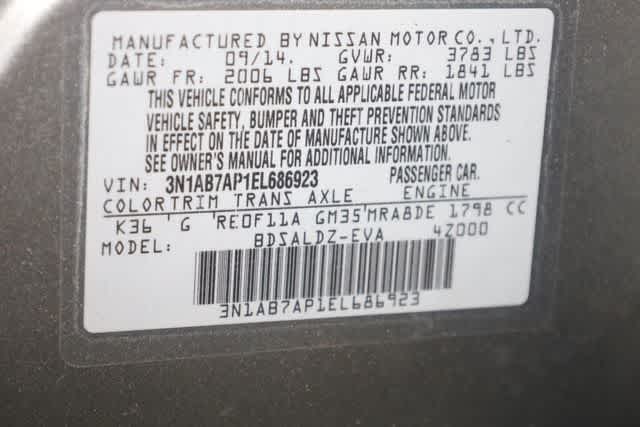 MANUFACTURED BY NISSAN MOTOR CO., LTD.
DATE: 09/14. GVWR: 3783 LBS
GAWR FR: 2006 LBS GAWR RR: 1841 LBS
THIS VEHICLE CONFORMS TO ALL APPLICABLE FEDERAL MOTOR
VEHICLE SAFETY, BUMPER AND THEFT PREVENTION STANDARDS
IN EFFECT ON THE DATE OF MANUFACTURE SHOWN ABOVE.
SEE OWNER'S MANUAL FOR ADDITIONAL INFORMATION.
VIN: 3N1AB7AP1EL686923 PASSENGER CAR.
COLOR TRIM TRANS AXLE ENGINE
K36 'G 'RE0F11A GM35'MRA8DE 1798 CC
MODEL: BDSALDZ-EVA 4Z000
3N1AB7AP1EL686923